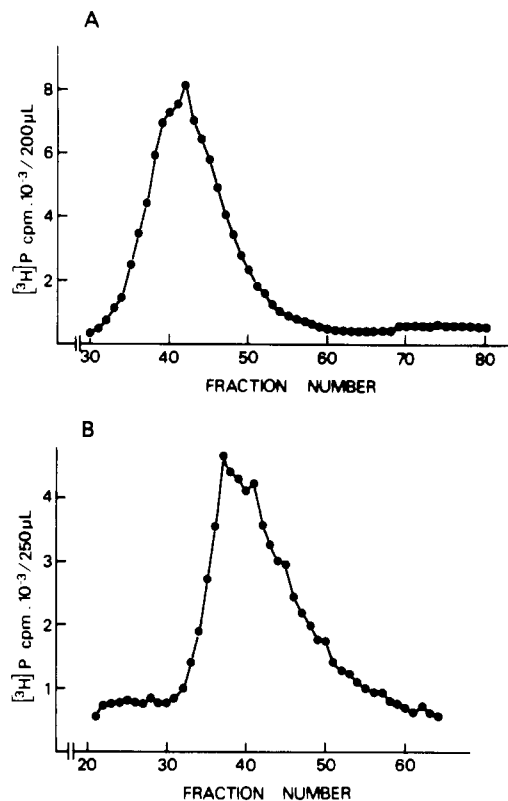 A
[³H]P cpm.10⁻³/200µL
8
6
4
2
30 40 50 60 70 80
FRACTION NUMBER
B
[³H]P cpm.10⁻³/250µL
4
3
2
1
20 30 40 50 60
FRACTION NUMBER